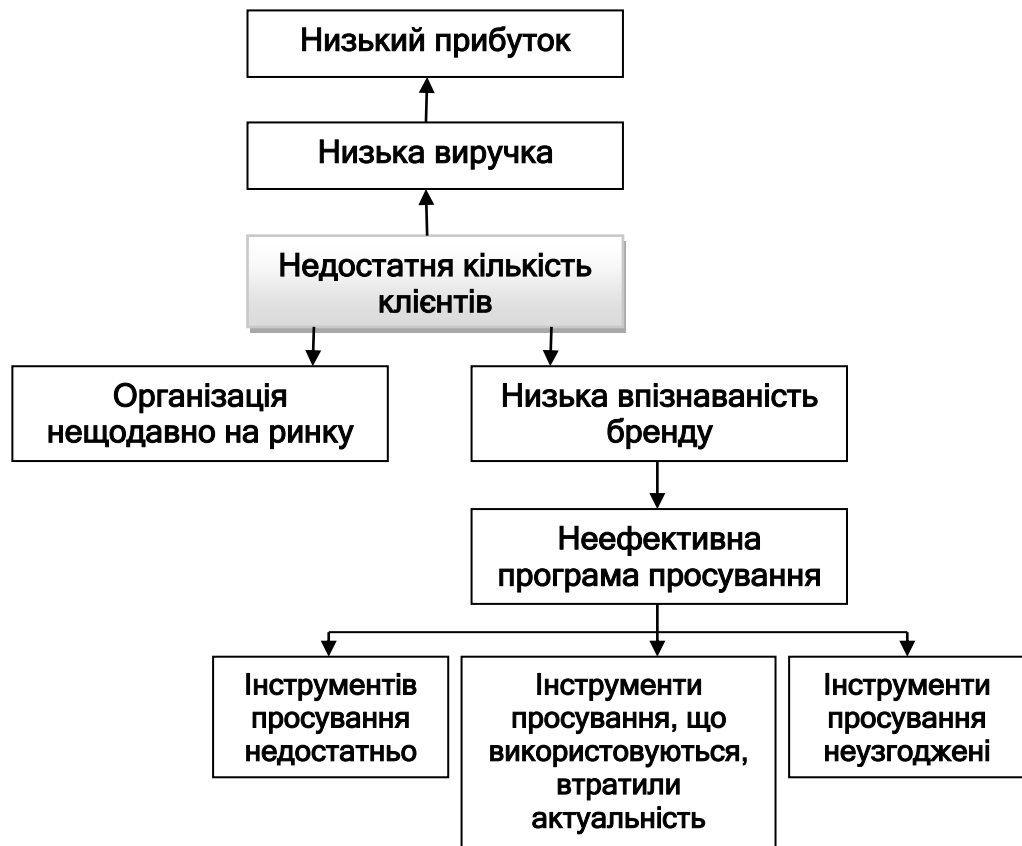 Низький прибуток
Низька виручка
Недостатня кількість
клієнтів
Організація
нещодавно на ринку
Низька впізнаваність
бренду
Неефективна
програма просування
Інструментів
просування
недостатньо
Інструменти
просування, що
використовуються,
втратили
актуальність
Інструменти
просування
неузгоджені